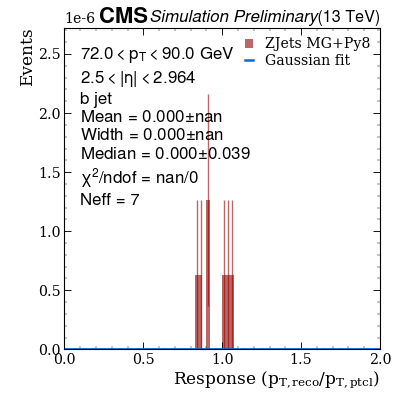 1e-6 CMS Simulation Preliminary (13 TeV)
Events
2.5
2.0
1.5
1.0
0.5
0.0
72.0 < pT < 90.0 GeV
2.5 < |η| < 2.964
b jet
Mean = 0.000±nan
Width = 0.000±nan
Median = 0.000±0.039
χ²/ndof = nan/0
Neff = 7
ZJets MG+Py8
Gaussian fit
0.0 0.5 1.0 1.5 2.0
Response (pT, reco/pT, ptcl)